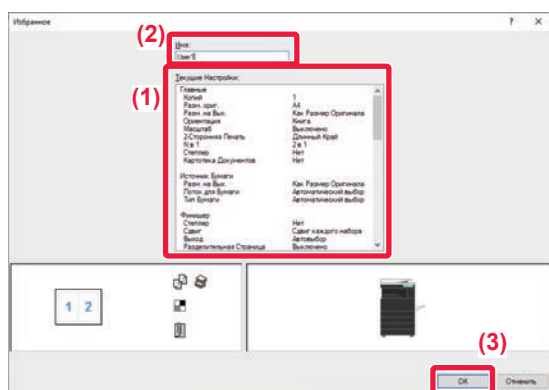 Избранное ? X
(2)
Имя:
User1
(1)
Текущие Настройки:
Главные
Копий 1
Разм. ориг. A4
Разм. на Вых. Как Размер Оригинала
Ориентация Книга
Масштаб Выключено
2-Сторонняя Печать Длинный Край
N в 1 2 в 1
Степлер Нет
Картотека Документов Нет
Источник Бумаги
Разм. на Вых. Как Размер Оригинала
Лоток для Бумаги Автоматический выбор
Тип Бумаги Автоматический выбор
Финишер
Степлер Нет
Сдвиг Сдвиг каждого набора
Выход Автовыбор
Разделительная Страница Выключено
1 2
(3)
OK Отменить